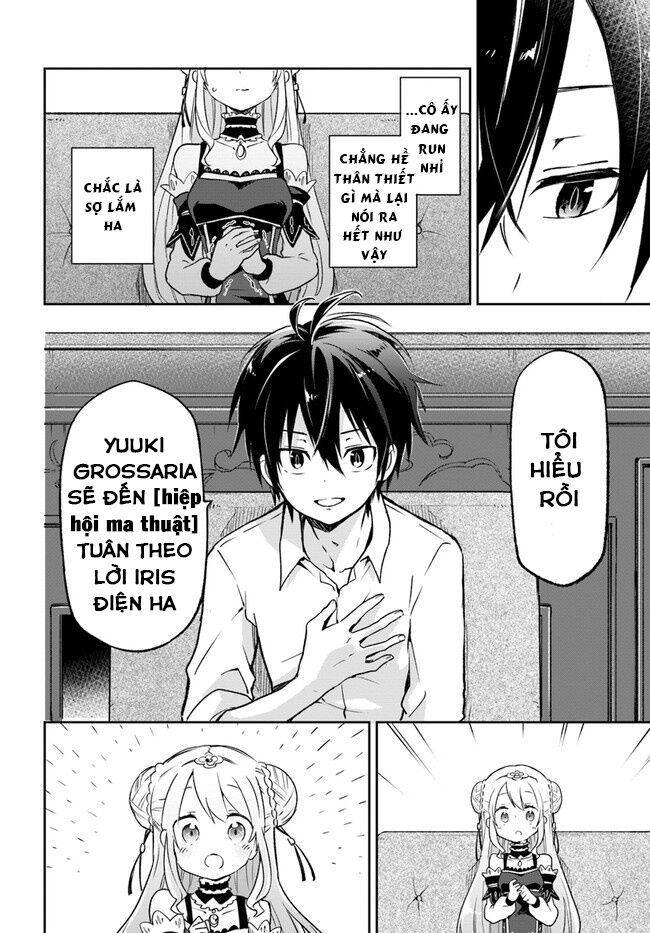 ...CÔ ẤY
ĐANG
RUN
NHỈ
CHẲNG HỀ
THÂN THIẾT
GÌ MÀ LẠI
NÓI RA
HẾT NHƯ
VẬY
CHẮC LÀ
SỢ LẮM
HA
TÔI
HIỂU
RỒI
YUUKI
GROSSARIA
SẼ ĐẾN [hiệp
hội ma thuật]
TUÂN THEO
LỜI IRIS
ĐIỆN HA